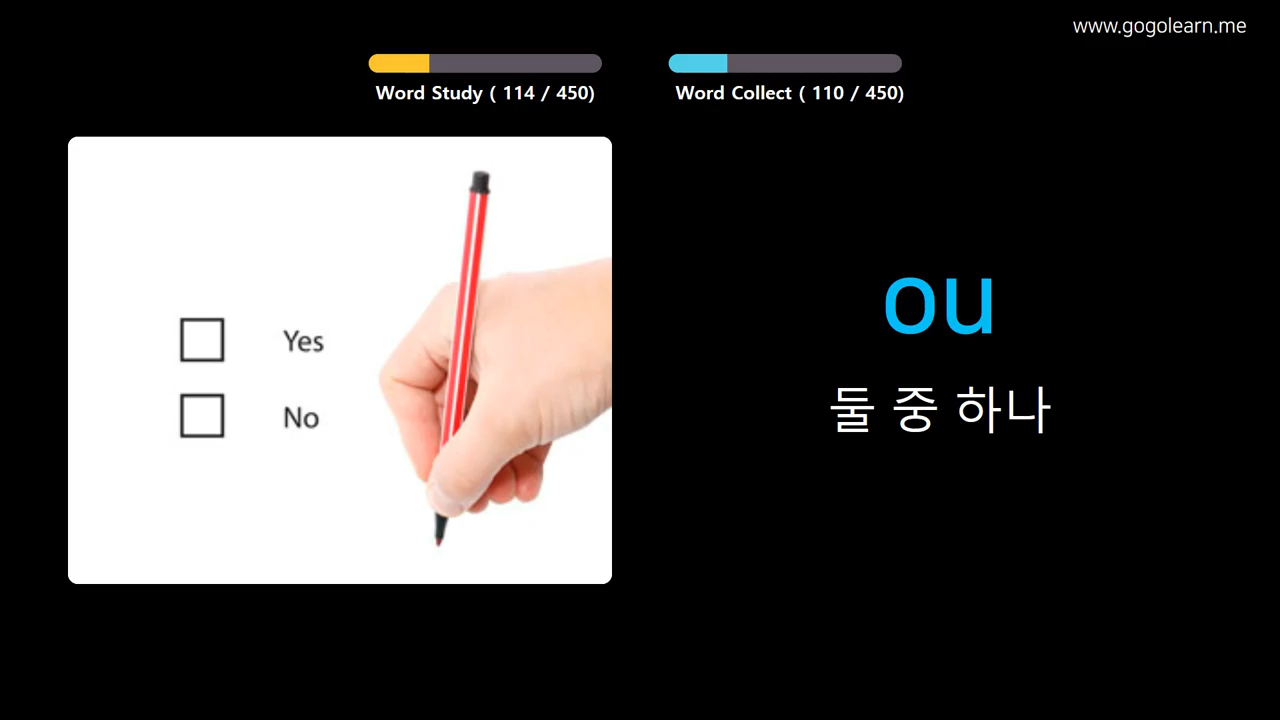 www.gogolearn.me
Word Study ( 114 / 450)
Word Collect ( 110 / 450)
Yes
No
ou
둘 중 하나